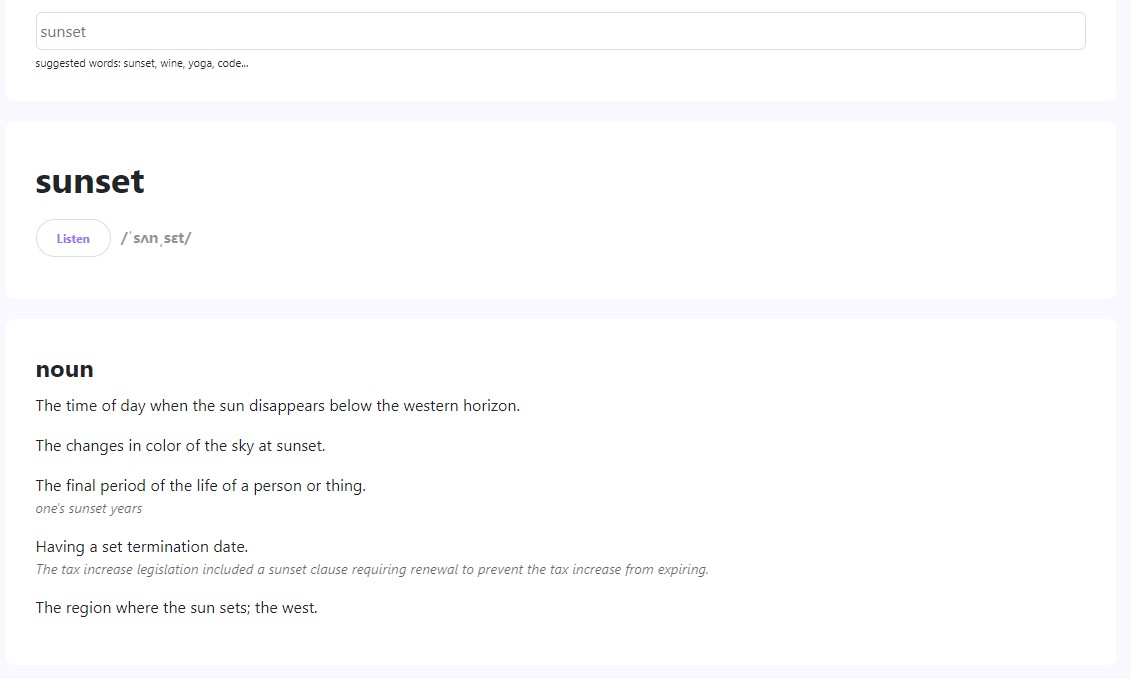 sunset
suggested words: sunset, wine, yoga, code...
sunset
Listen /ˈsʌnˌsɛt/
noun
The time of day when the sun disappears below the western horizon.
The changes in color of the sky at sunset.
The final period of the life of a person or thing.
one's sunset years
Having a set termination date.
The tax increase legislation included a sunset clause requiring renewal to prevent the tax increase from expiring.
The region where the sun sets; the west.